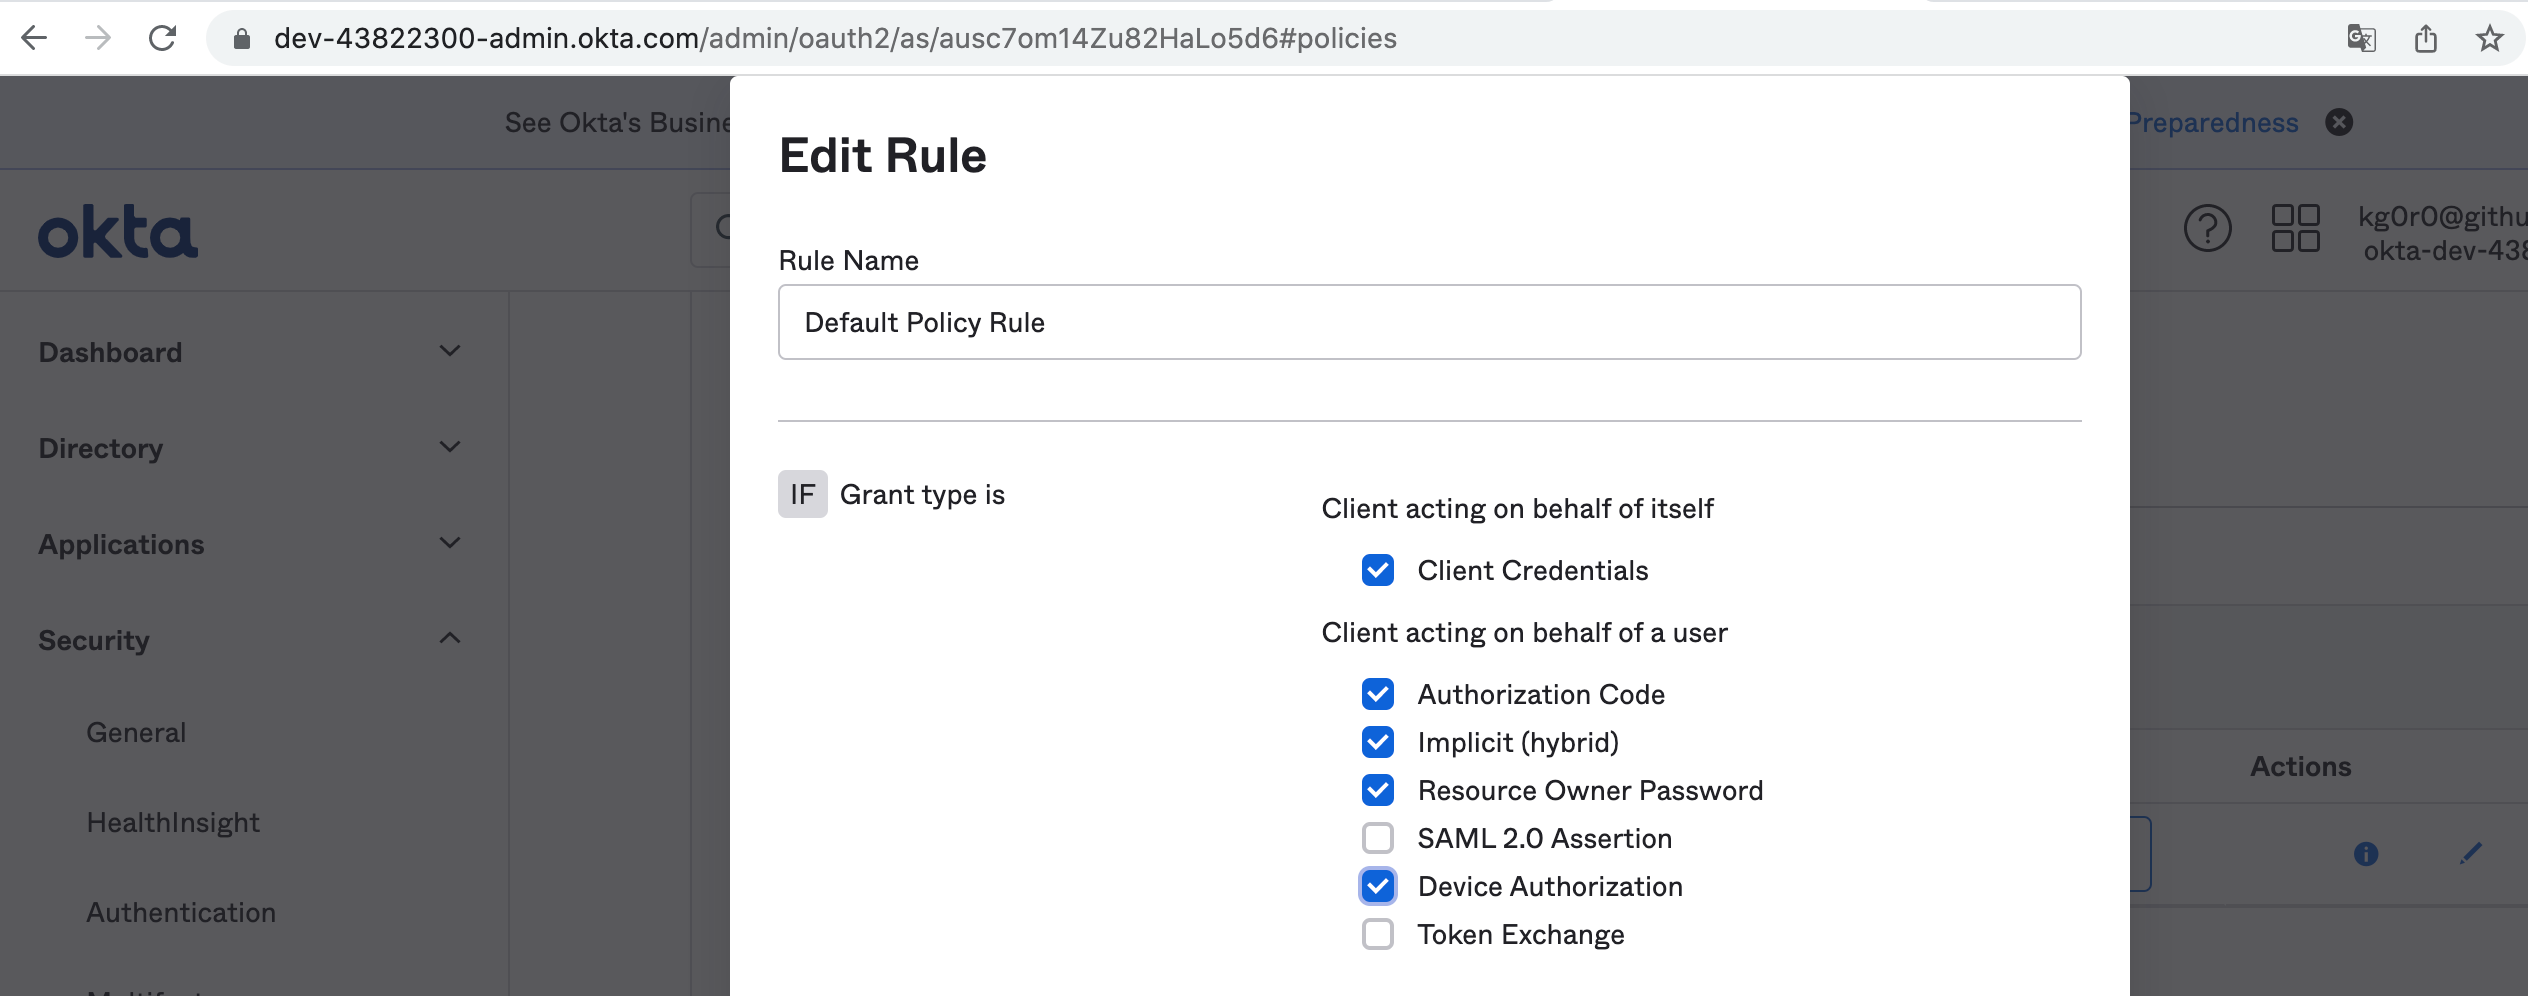 dev-43822300-admin.okta.com/admin/oauth2/as/ausc7om14Zu82HaLo5d6#policies
See Okta's Busine
Preparedness
okta
kg0r0@githu
okta-dev-438
Dashboard
Directory
Applications
Security
General
HealthInsight
Authentication
Edit Rule
Rule Name
Default Policy Rule
IF Grant type is
Client acting on behalf of itself
Client Credentials
Client acting on behalf of a user
Authorization Code
Implicit (hybrid)
Resource Owner Password
SAML 2.0 Assertion
Device Authorization
Token Exchange
Actions